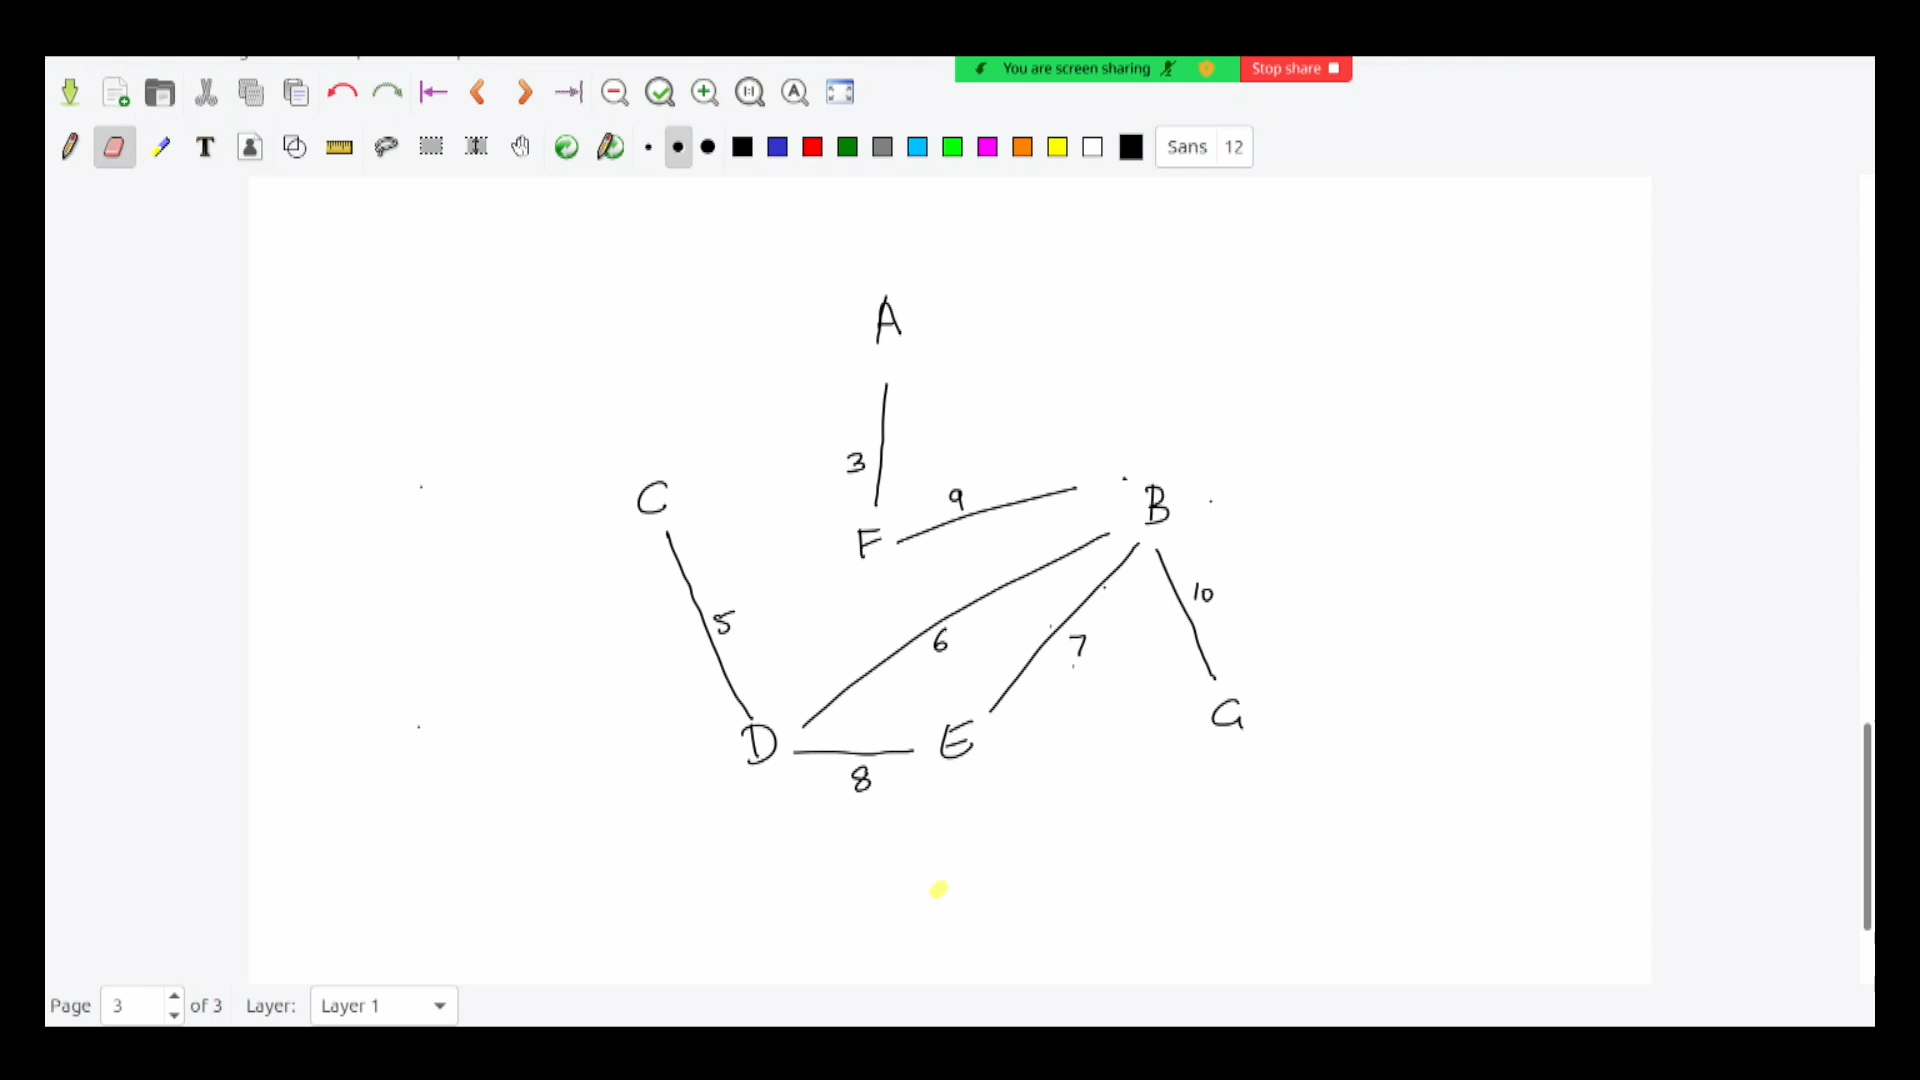 You are screen sharing Stop share
T A Sans 12
A
3
C 9 B
F
10
5 6 7
G
D E
8
Page 3 of 3 Layer: Layer 1